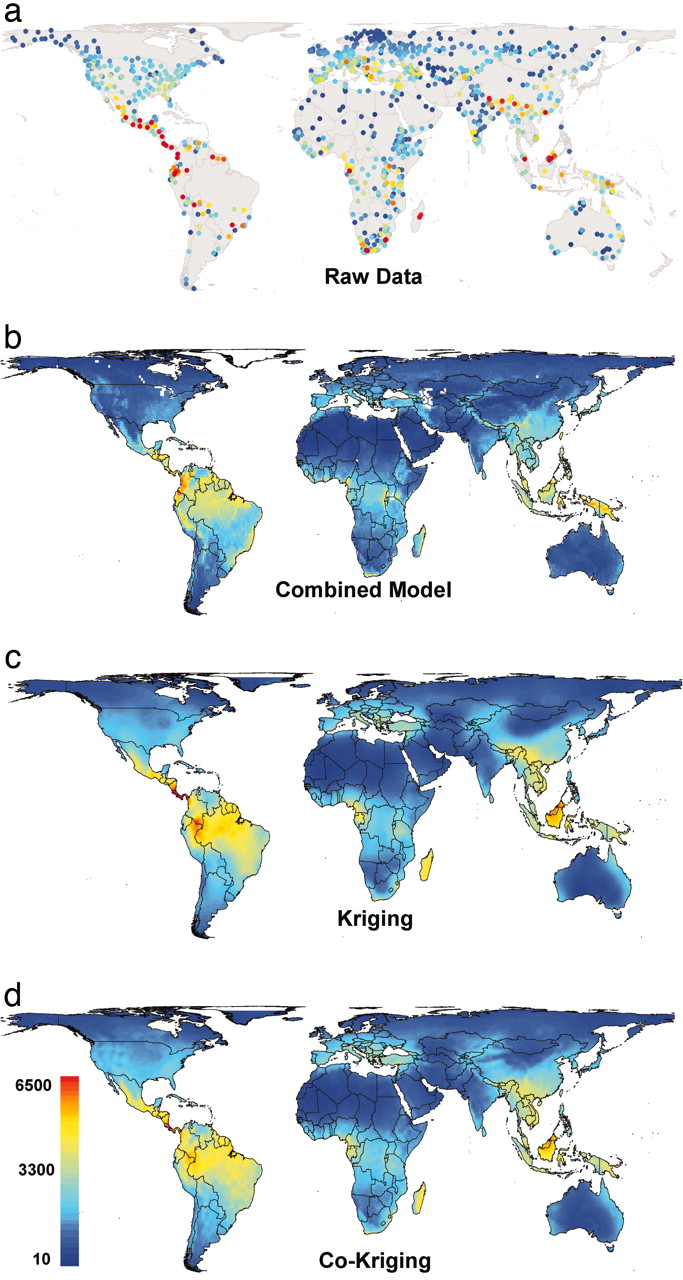 a
Raw Data
b
Combined Model
c
Kriging
d
6500
3300
10
Co-Kriging